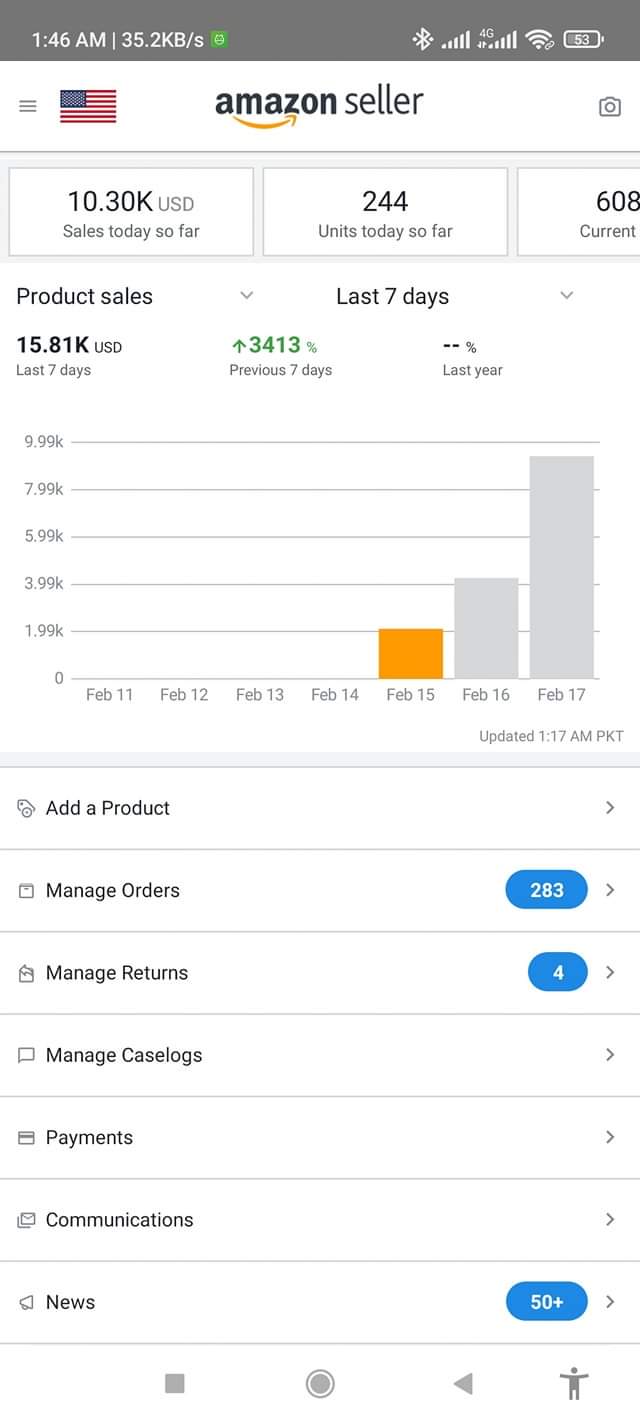 1:46 AM | 35.2KB/s 4G 53
amazon seller
10.30K USD
Sales today so far
244
Units today so far
608
Current
Product sales
Last 7 days
15.81K USD
Last 7 days
↑3413 %
Previous 7 days
-- %
Last year
9.99k
7.99k
5.99k
3.99k
1.99k
0
Feb 11 Feb 12 Feb 13 Feb 14 Feb 15 Feb 16 Feb 17
Updated 1:17 AM PKT
Add a Product
Manage Orders 283
Manage Returns 4
Manage Caselogs
Payments
Communications
News 50+